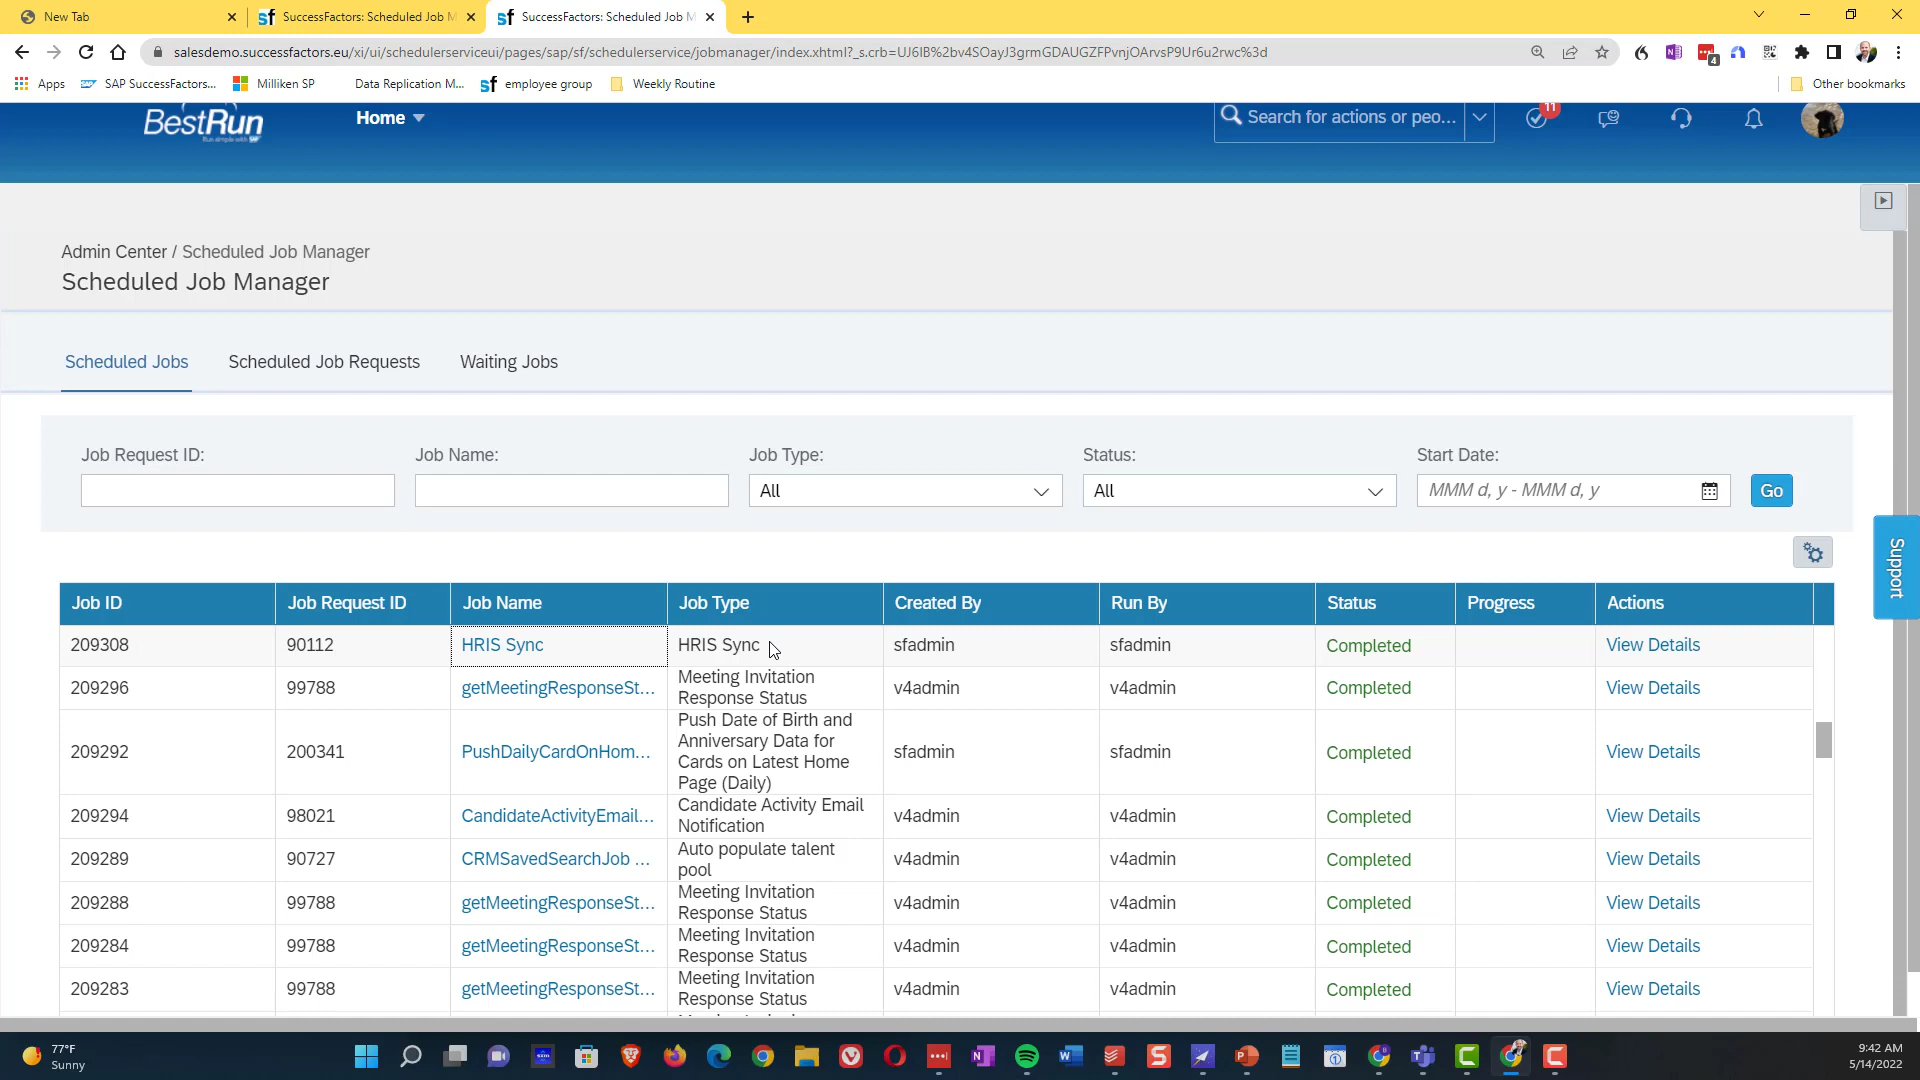 New Tab
SuccessFactors: Scheduled Job M
SuccessFactors: Scheduled Job M
salesdemo.successfactors.eu/xi/ui/schedulerserviceui/pages/sap/sf/schedulerservice/jobmanager/index.xhtml?_s.crb=UJ6IB%2bv4SOayJ3grmGDAUGZFPvnjOArvsP9Ur6u2rwc%3d
4
Apps
SAP SuccessFactors...
Milliken SP
Data Replication M...
employee group
Weekly Routine
Other bookmarks
BestRun
Home
Search for actions or peo...
11
Admin Center / Scheduled Job Manager
Scheduled Job Manager
Scheduled Jobs
Scheduled Job Requests
Waiting Jobs
Job Request ID:
Job Name:
Job Type:
Status:
Start Date:
All
All
MMM d, y - MMM d, y
Go
Support
Job ID Job Request ID Job Name Job Type Created By Run By Status Progress Actions
209308 90112 HRIS Sync HRIS Sync sfadmin sfadmin Completed View Details
209296 99788 getMeetingResponseSt... Meeting Invitation
Response Status v4admin v4admin Completed View Details
209292 200341 PushDailyCardOnHom... Push Date of Birth and
Anniversary Data for
Cards on Latest Home
Page (Daily) sfadmin sfadmin Completed View Details
209294 98021 CandidateActivityEmail... Candidate Activity Email
Notification v4admin v4admin Completed View Details
209289 90727 CRMSavedSearchJob ... Auto populate talent
pool v4admin v4admin Completed View Details
209288 99788 getMeetingResponseSt... Meeting Invitation
Response Status v4admin v4admin Completed View Details
209284 99788 getMeetingResponseSt... Meeting Invitation
Response Status v4admin v4admin Completed View Details
209283 99788 getMeetingResponseSt... Meeting Invitation
Response Status v4admin v4admin Completed View Details
77°F
Sunny
9:42 AM
5/14/2022